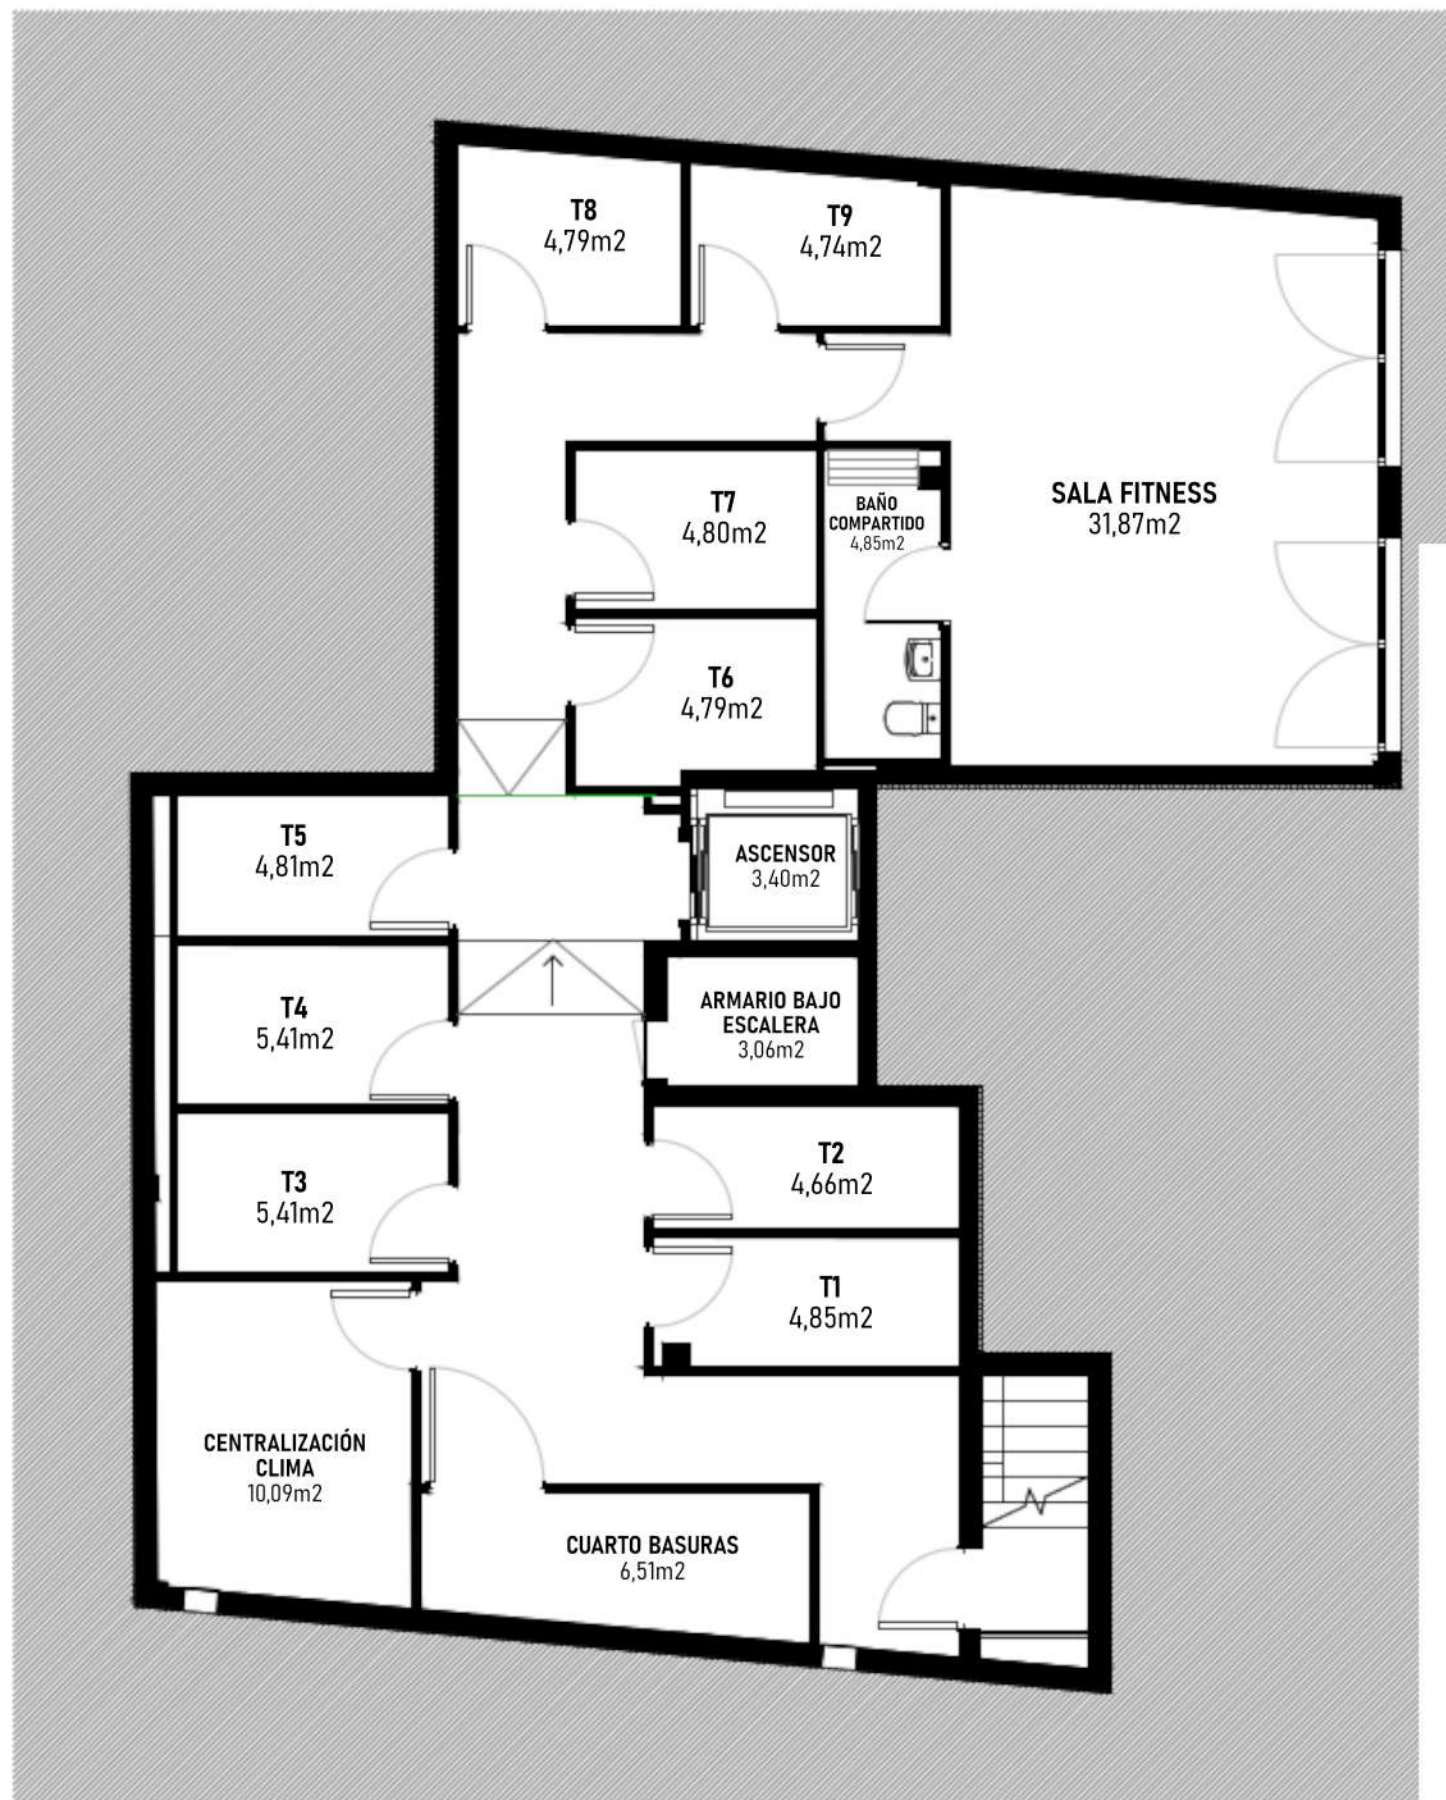 T8
4,79m2
T9
4,74m2
T7
4,80m2
BAÑO
COMPARTIDO
4,85m2
SALA FITNESS
31,87m2
T6
4,79m2
T5
4,81m2
ASCENSOR
3,40m2
T4
5,41m2
ARMARIO BAJO
ESCALERA
3,06m2
T3
5,41m2
T2
4,66m2
T1
4,85m2
CENTRALIZACIÓN
CLIMA
10,09m2
CUARTO BASURAS
6,51m2